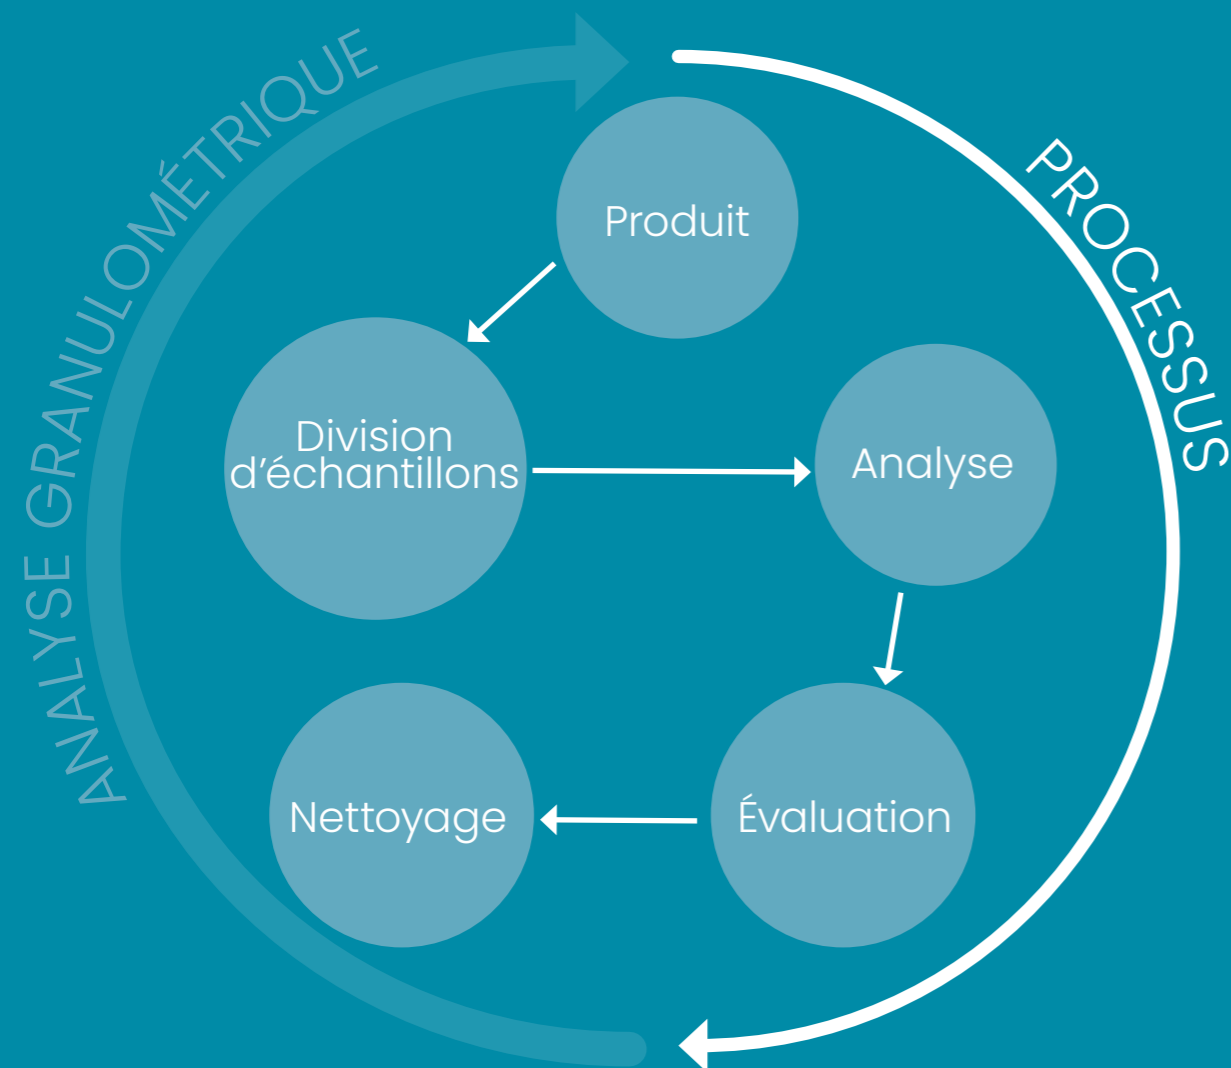 ANALYSE GRANULOMÉTRIQUE
PROCESSUS
Produit
Division
d’échantillons
Analyse
Évaluation
Nettoyage